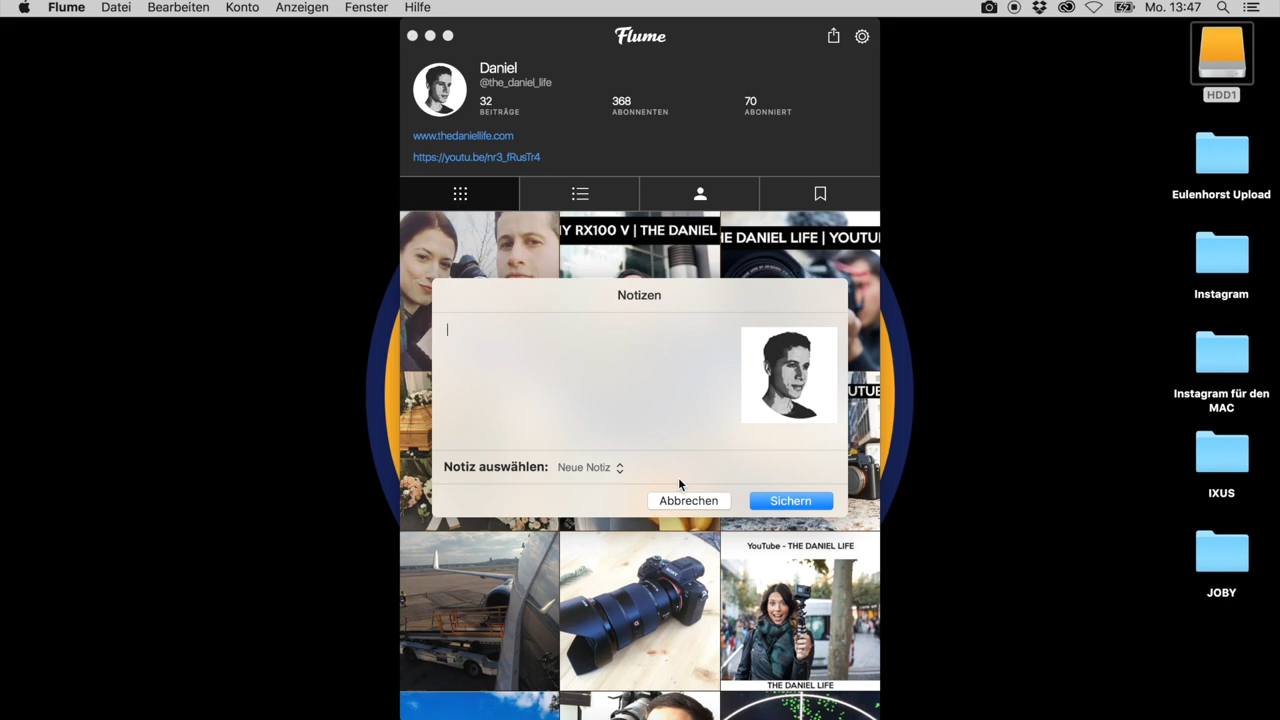 Flume Datei Bearbeiten Konto Anzeigen Fenster Hilfe Mo. 13:47
Flume
Daniel
@the_daniel_life
32 368 70
BEITRÄGE ABONNENTEN ABONNIERT
www.thedaniellife.com
https://youtu.be/nr3_fRusTr4
Y RX100 V | THE DANIEL
HE DANIEL LIFE | YOUTU
Notizen
UTUBE
Notiz auswählen: Neue Notiz
Abbrechen Sichern
YouTube - THE DANIEL LIFE
THE DANIEL LIFE
HDD1
Eulenhorst Upload
Instagram
Instagram für den
MAC
IXUS
JOBY